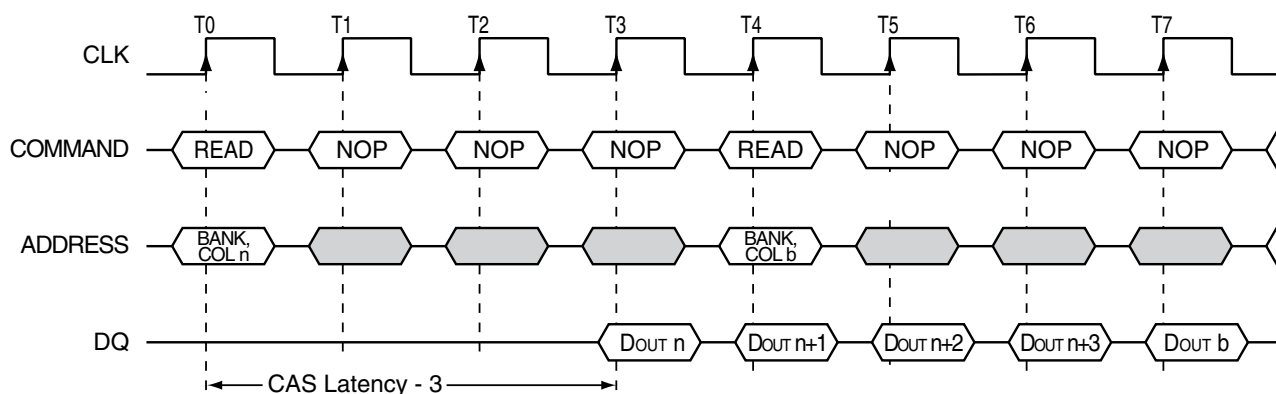 T0 T1 T2 T3 T4 T5 T6 T7
CLK
COMMAND READ NOP NOP NOP READ NOP NOP NOP
ADDRESS BANK, COL n BANK, COL b
DQ DOUT n DOUT n+1 DOUT n+2 DOUT n+3 DOUT b
CAS Latency - 3